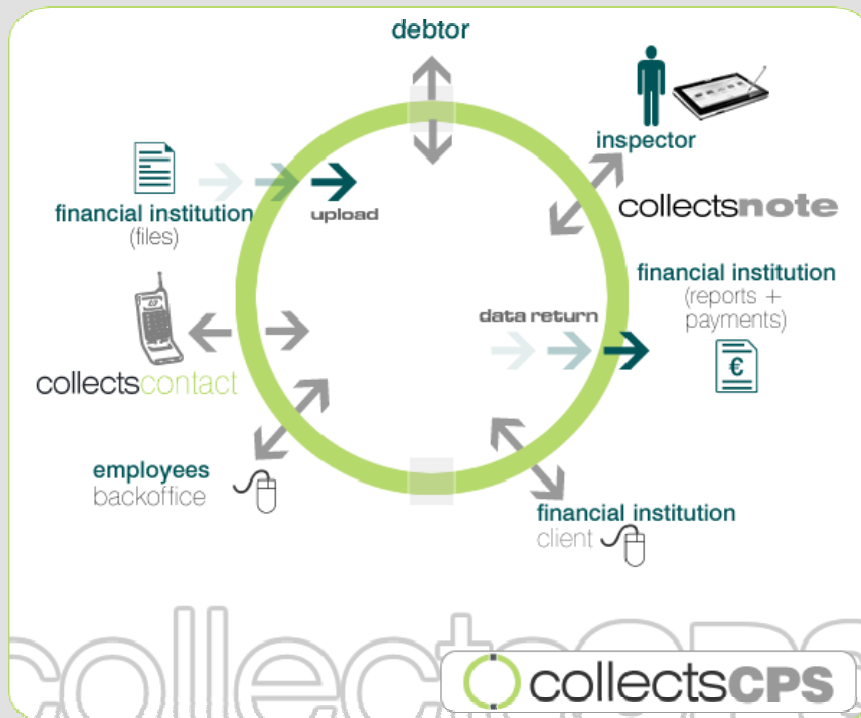 debtor
inspector
collectsnote
financial institution
(files)
upload
financial institution
(reports +
payments)
€
data return
collectscontact
employees
backoffice
financial institution
client
collectsCPS
collectsCPS